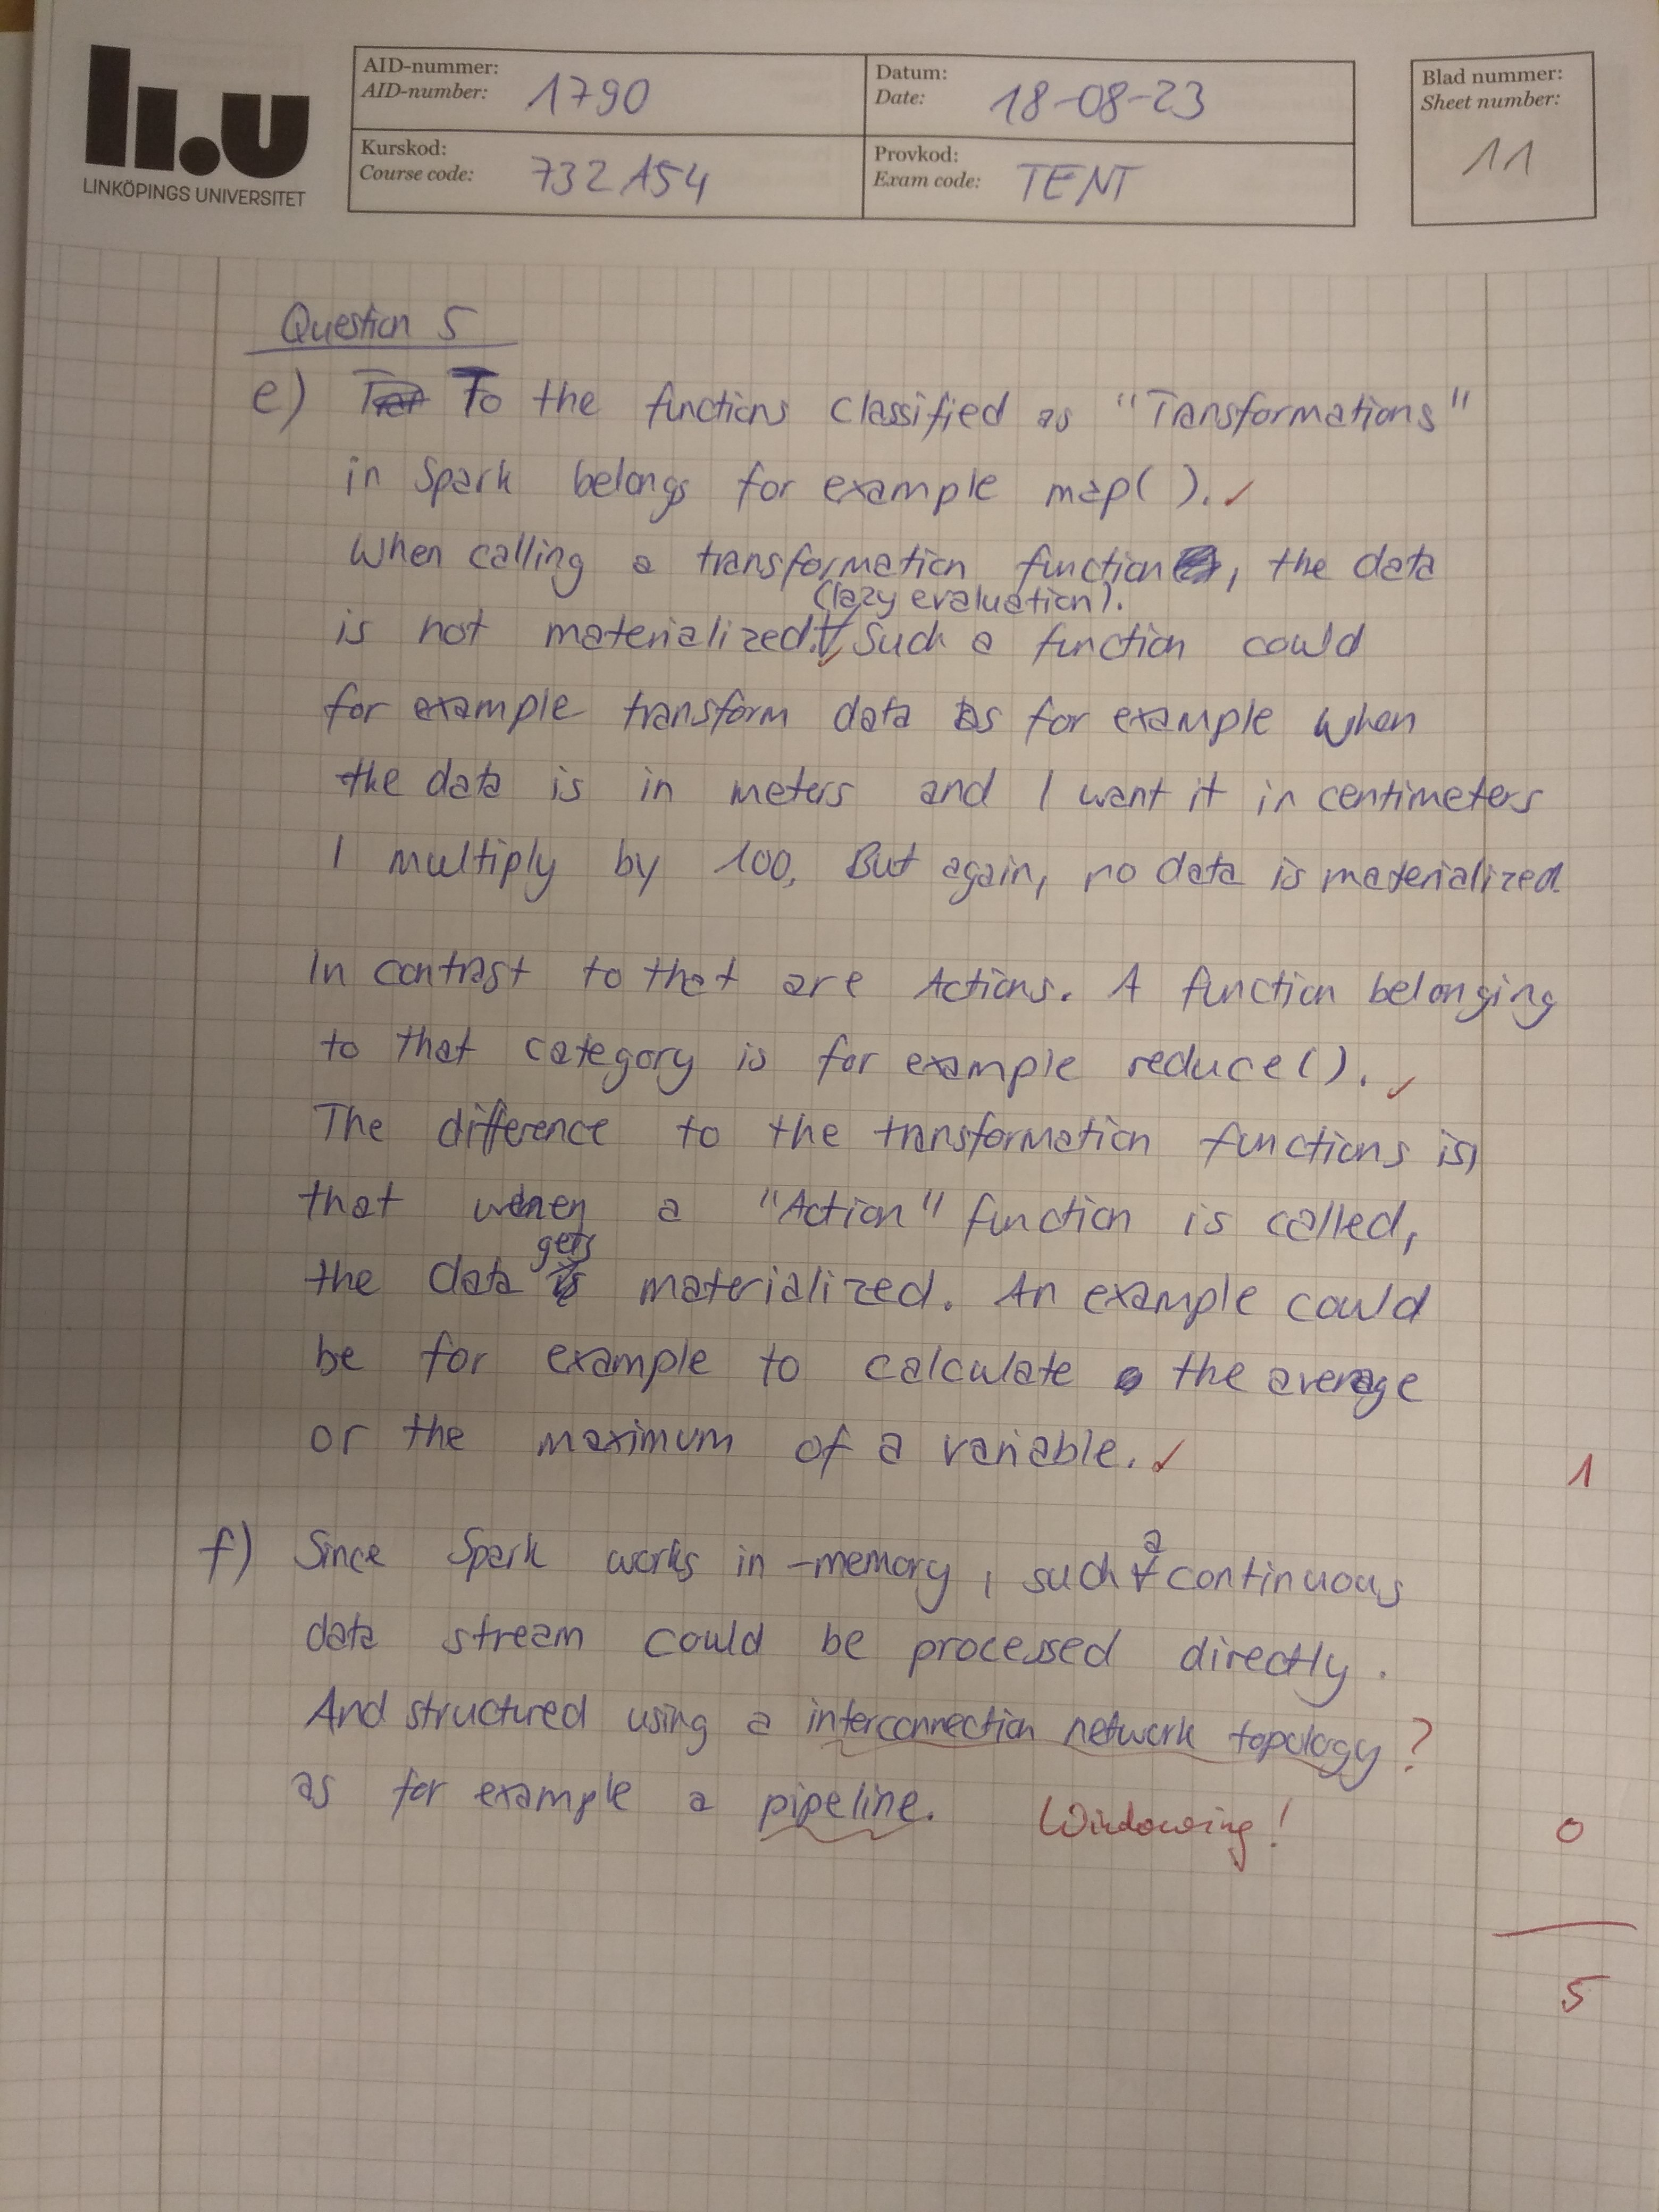 LINKÖPINGS UNIVERSITET
AID-nummer:
AID-number: 1790
Datum:
Date: 18-08-23
Blad nummer:
Sheet number:
11
Kurskod:
Course code: 732A54
Provkod:
Exam code: TENT
li.u
Question 5
e) To the functions classified as "Transformations"
in Spark belongs for example map( ). ✓
When calling a transformation function, the data
(lazy evaluation).
is not materialized. ✓ Such a function could
for example transform data as for example when
the data is in meters and I want it in centimeters
I multiply by 100. But again, no data is materialized.
In contrast to that are Actions. A function belonging
to that category is for example reduce(). ✓
The difference to the transformation functions is,
that when a "Action" function is called,
gets
the data materialized. An example could
be for example to calculate the average
or the maximum of a variable. ✓
1
f) Since Spark works in-memory, such a continuous
data stream could be processed directly.
And structured using a interconnection network topology ?
as for example a pipeline. Windowing!
0
5